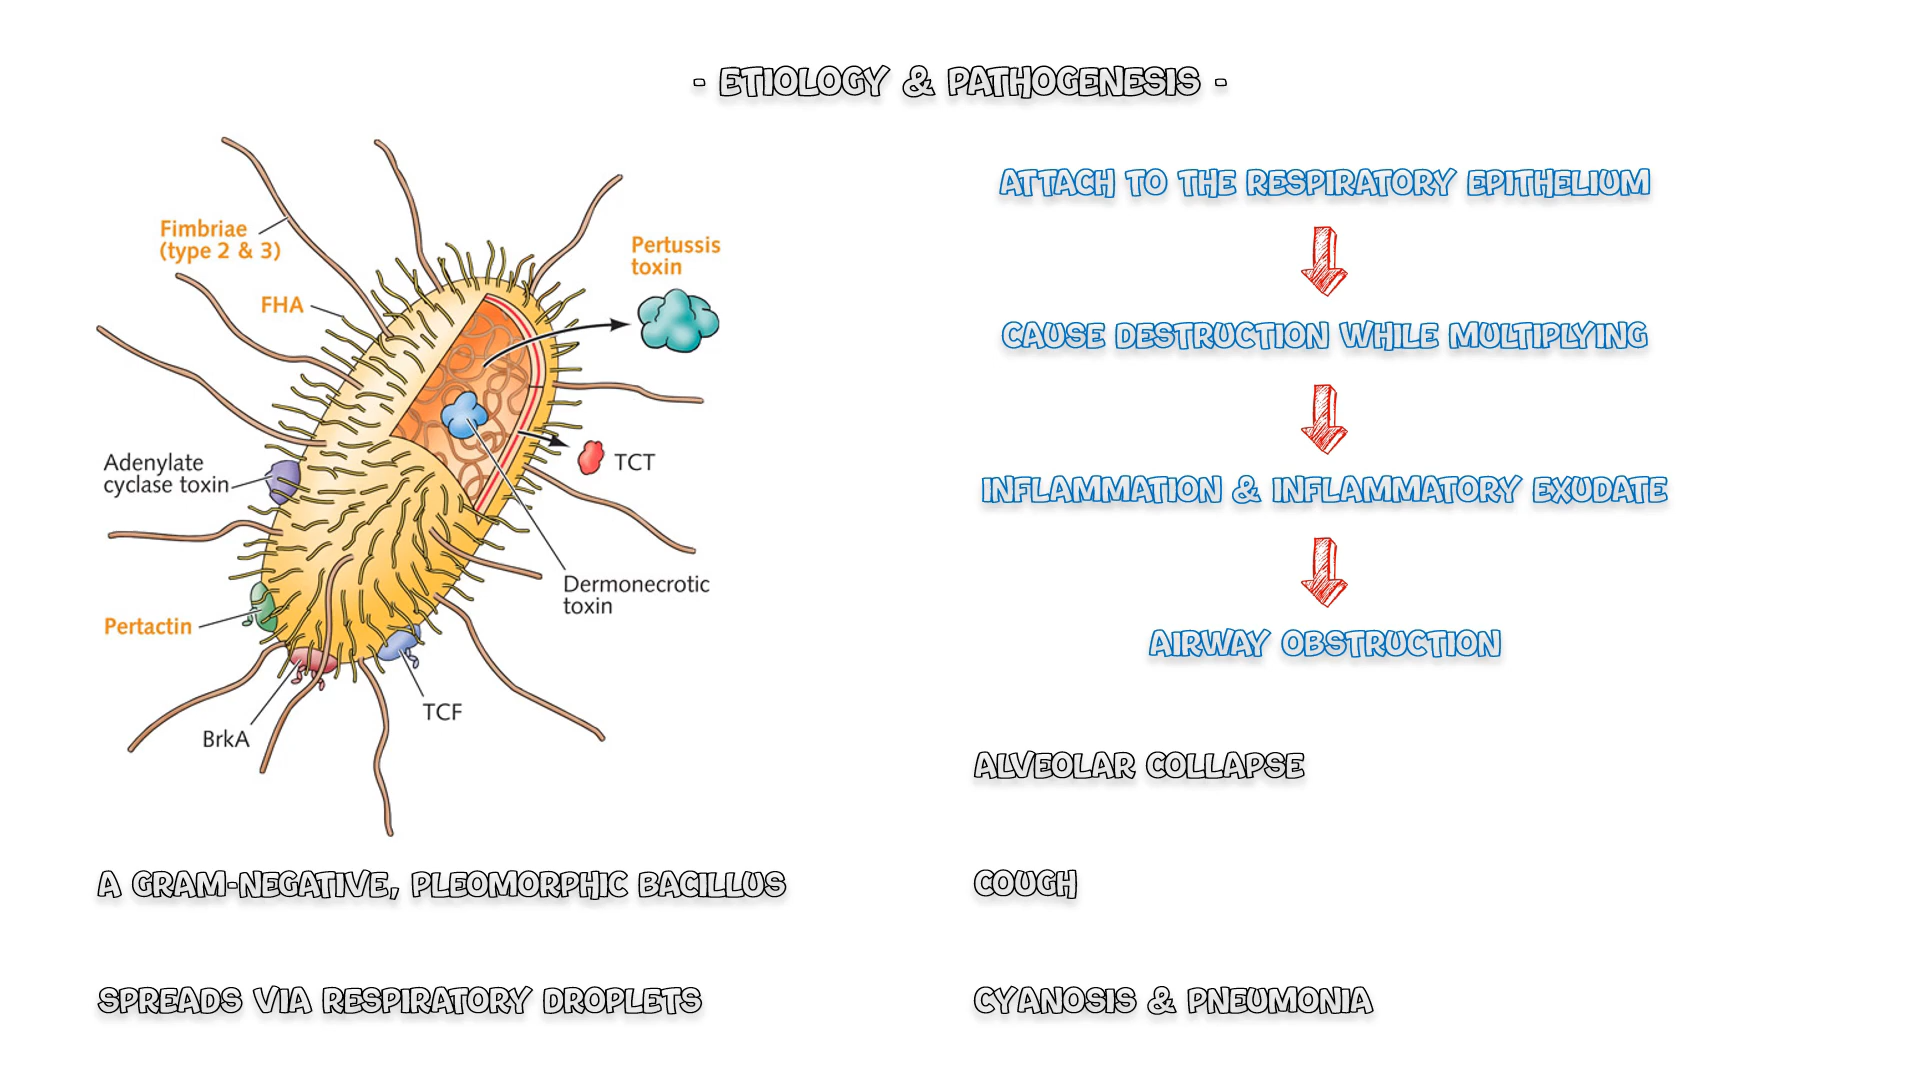 - ETIOLOGY & PATHOGENESIS -
Fimbriae
(type 2 & 3)
FHA
Pertussis
toxin
Adenylate
cyclase toxin
TCT
Dermonecrotic
toxin
Pertactin
TCF
BrkA
A GRAM-NEGATIVE, PLEOMORPHIC BACILLUS
SPREADS VIA RESPIRATORY DROPLETS
ATTACH TO THE RESPIRATORY EPITHELIUM
CAUSE DESTRUCTION WHILE MULTIPLYING
INFLAMMATION & INFLAMMATORY EXUDATE
AIRWAY OBSTRUCTION
ALVEOLAR COLLAPSE
COUGH
CYANOSIS & PNEUMONIA